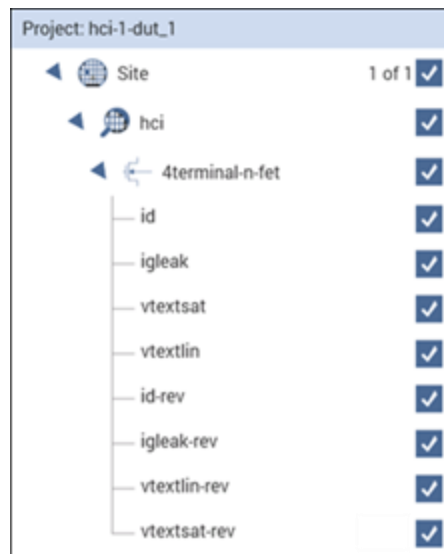 Project: hci-1-dut_1
Site 1 of 1
hci
4terminal-n-fet
id
igleak
vtextsat
vtextlin
id-rev
igleak-rev
vtextlin-rev
vtextsat-rev